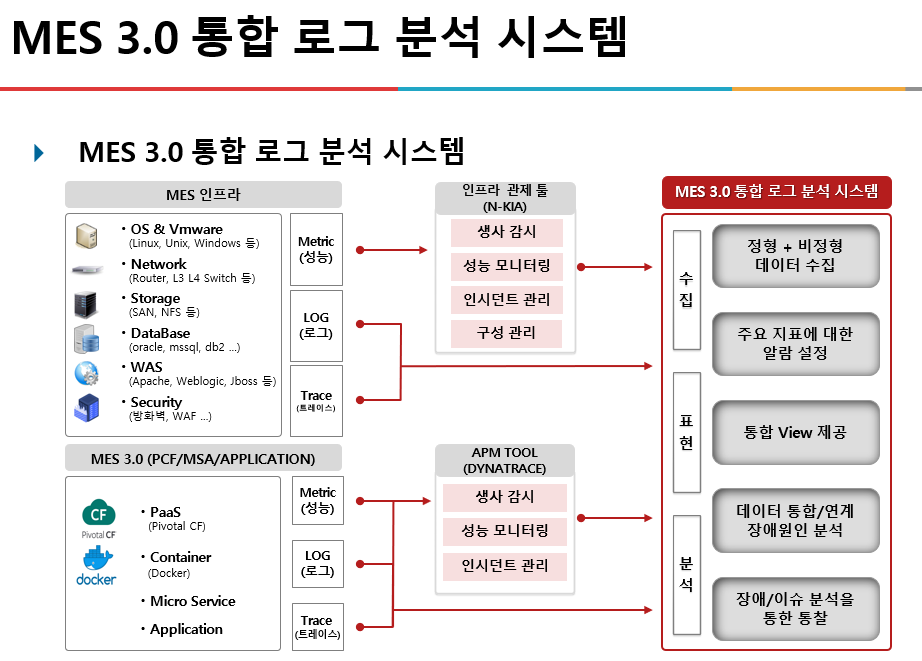 MES 3.0 통합 로그 분석 시스템
MES 3.0 통합 로그 분석 시스템
MES 인프라
· OS & Vmware
(Linux, Unix, Windows 등)
· Network
(Router, L3 L4 Switch 등)
· Storage
(SAN, NFS 등)
· DataBase
(oracle, mssql, db2 ...)
· WAS
(Apache, Weblogic, Jboss 등)
· Security
(방화벽, WAF ...)
Metric
(성능)
LOG
(로그)
Trace
(트레이스)
인프라 관제 툴
(N-KIA)
생사 감시
성능 모니터링
인시던트 관리
구성 관리
MES 3.0 (PCF/MSA/APPLICATION)
CF
Pivotal CF
docker
· PaaS
(Pivotal CF)
· Container
(Docker)
· Micro Service
· Application
Metric
(성능)
LOG
(로그)
Trace
(트레이스)
APM TOOL
(DYNATRACE)
생사 감시
성능 모니터링
인시던트 관리
MES 3.0 통합 로그 분석 시스템
수
집
표
현
분
석
정형 + 비정형
데이터 수집
주요 지표에 대한
알람 설정
통합 View 제공
데이터 통합/연계
장애원인 분석
장애/이슈 분석을
통한 통찰